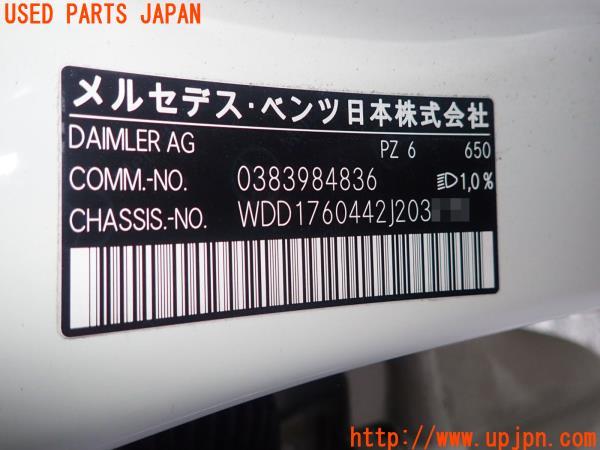 USED PARTS JAPAN
メルセデス・ベンツ日本株式会社
DAIMLER AG PZ 6 650
COMM.-NO. 0383984836 1,0%
CHASSIS.-NO. WDD1760442J203
http://www.upjpn.com/